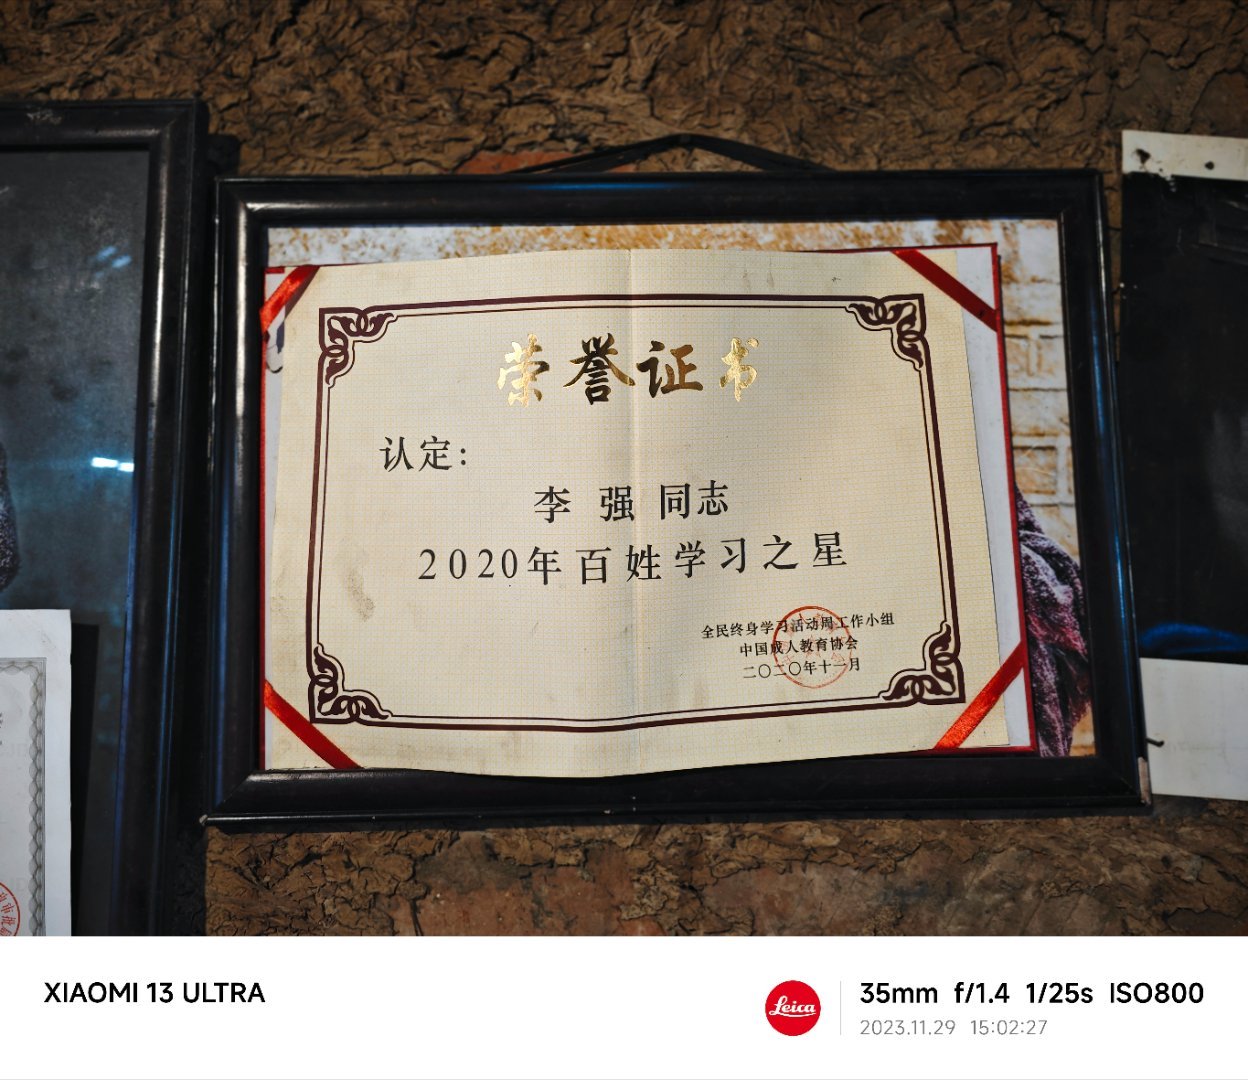 荣誉证书
认定：
李 强 同志
2020年百姓学习之星
全民终身学习活动周工作小组
中国成人教育协会
二〇二〇年十一月
XIAOMI 13 ULTRA
Leica
35mm f/1.4 1/25s ISO800
2023.11.29 15:02:27